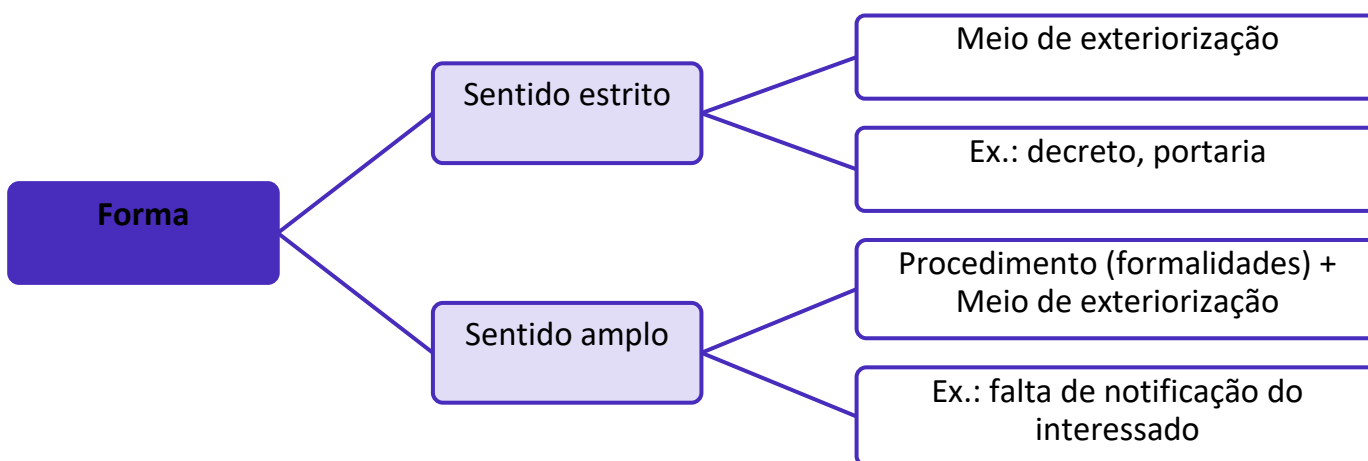 Forma
Sentido estrito
Meio de exteriorização
Ex.: decreto, portaria
Sentido amplo
Procedimento (formalidades) +
Meio de exteriorização
Ex.: falta de notificação do
interessado